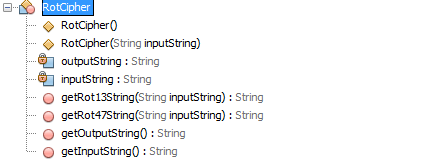 RotCipher
RotCipher()
RotCipher(String inputString)
outputString : String
inputString : String
getRot13String(String inputString) : String
getRot47String(String inputString) : String
getOutputString() : String
getInputString() : String